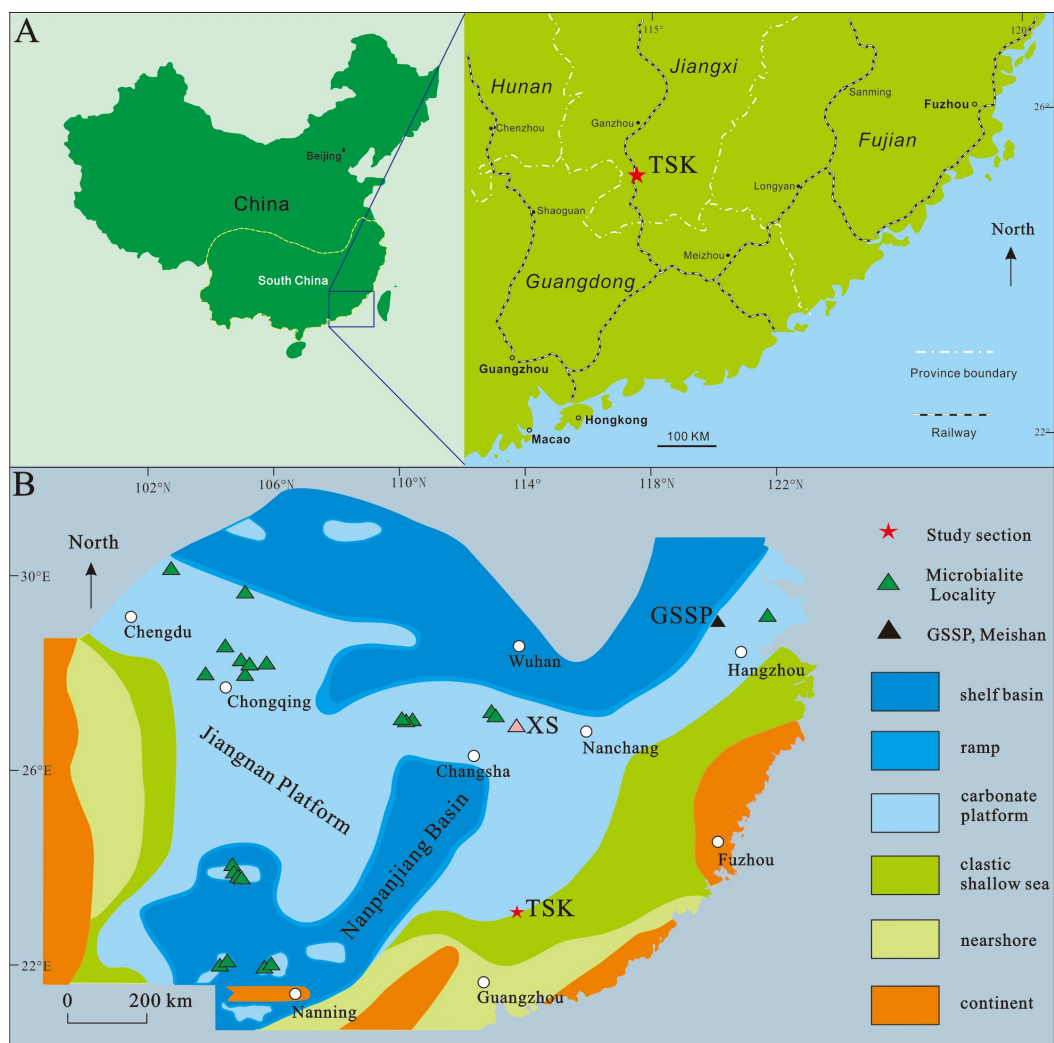 A
Beijing
China
South China
115°
120°
Hunan
Jiangxi
Sanming
Fuzhou
26°
Chenzhou
Ganzhou
Fujian
TSK
Longyan
Shaoguan
North
Meizhou
Guangdong
Guangzhou
Province boundary
Hongkong
Macao
100 KM
Railway
22°
B
102°N
106°N
110°N
114°N
118°N
122°N
North
30°E
26°E
22°E
Chengdu
Chongqing
Wuhan
GSSP
Hangzhou
XS
Nanchang
Changsha
Jiangnan Platform
Nanpanjiang Basin
Fuzhou
TSK
Guangzhou
Nanning
0 200 km
Study section
Microbialite
Locality
GSSP, Meishan
shelf basin
ramp
carbonate
platform
clastic
shallow sea
nearshore
continent